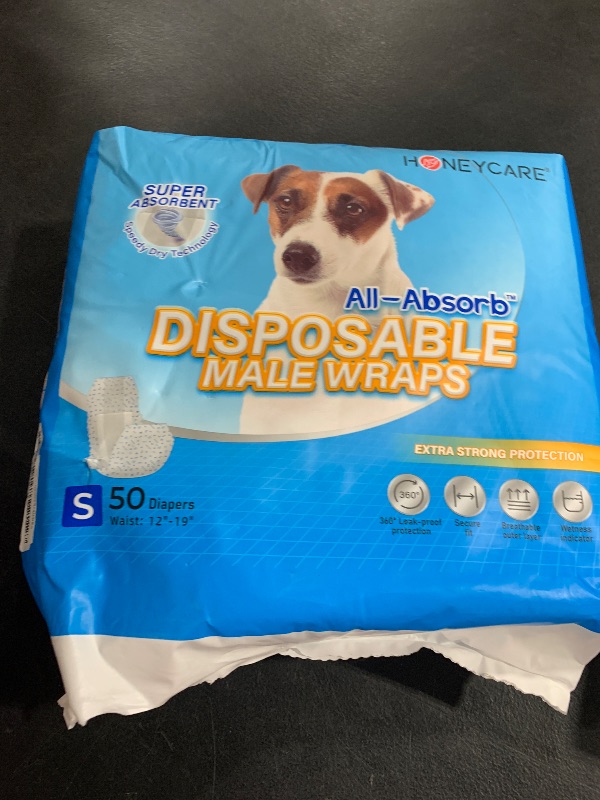 HONEYCARE®
SUPER
ABSORBENT
Speedy Dry Technology
All-Absorb™
DISPOSABLE
MALE WRAPS
EXTRA STRONG PROTECTION
S 50 Diapers
Waist: 12"-19"
360°
360° Leak-proof
protection
Secure
fit
Breathable
outer layer
Wetness
indicator